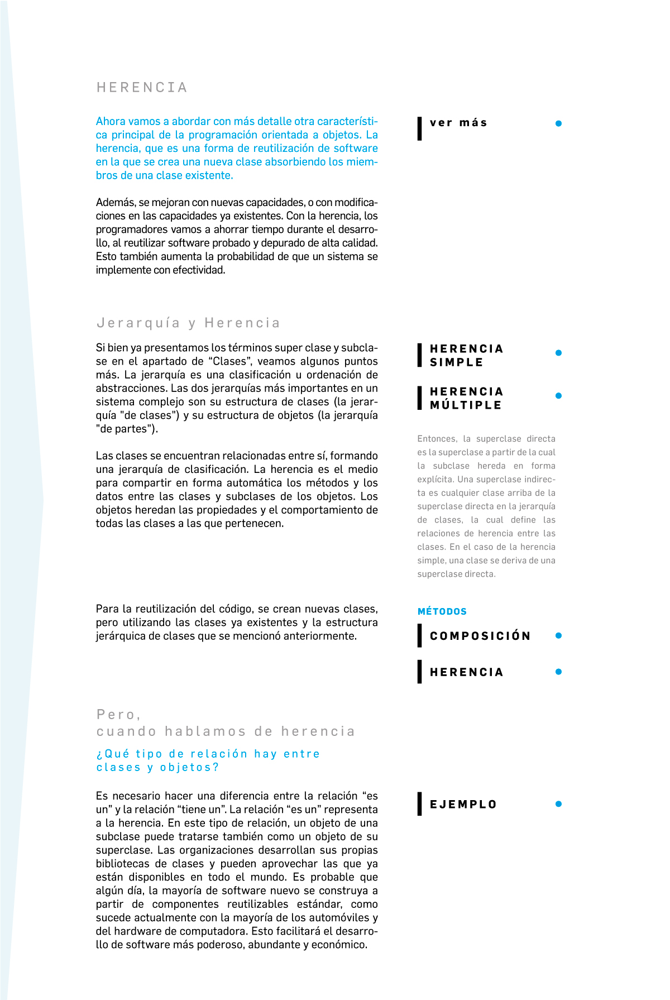 HERENCIA
Ahora vamos a abordar con más detalle otra característi-
ca principal de la programación orientada a objetos. La
herencia, que es una forma de reutilización de software
en la que se crea una nueva clase absorbiendo los miem-
bros de una clase existente.
ver más
Además, se mejoran con nuevas capacidades, o con modifica-
ciones en las capacidades ya existentes. Con la herencia, los
programadores vamos a ahorrar tiempo durante el desarro-
llo, al reutilizar software probado y depurado de alta calidad.
Esto también aumenta la probabilidad de que un sistema se
implemente con efectividad.
Jerarquía y Herencia
Si bien ya presentamos los términos super clase y subcla-
se en el apartado de “Clases”, veamos algunos puntos
más. La jerarquía es una clasificación u ordenación de
abstracciones. Las dos jerarquías más importantes en un
sistema complejo son su estructura de clases (la jerar-
quía "de clases") y su estructura de objetos (la jerarquía
"de partes").
Las clases se encuentran relacionadas entre sí, formando
una jerarquía de clasificación. La herencia es el medio
para compartir en forma automática los métodos y los
datos entre las clases y subclases de los objetos. Los
objetos heredan las propiedades y el comportamiento de
todas las clases a las que pertenecen.
HERENCIA
SIMPLE
HERENCIA
MÚLTIPLE
Entonces, la superclase directa
es la superclase a partir de la cual
la subclase hereda en forma
explícita. Una superclase indirec-
ta es cualquier clase arriba de la
superclase directa en la jerarquía
de clases, la cual define las
relaciones de herencia entre las
clases. En el caso de la herencia
simple, una clase se deriva de una
superclase directa.
Para la reutilización del código, se crean nuevas clases,
pero utilizando las clases ya existentes y la estructura
jerárquica de clases que se mencionó anteriormente.
MÉTODOS
COMPOSICIÓN
HERENCIA
Pero,
cuando hablamos de herencia
¿Qué tipo de relación hay entre
clases y objetos?
Es necesario hacer una diferencia entre la relación “es
un” y la relación “tiene un”. La relación “es un” representa
a la herencia. En este tipo de relación, un objeto de una
subclase puede tratarse también como un objeto de su
superclase. Las organizaciones desarrollan sus propias
bibliotecas de clases y pueden aprovechar las que ya
están disponibles en todo el mundo. Es probable que
algún día, la mayoría de software nuevo se construya a
partir de componentes reutilizables estándar, como
sucede actualmente con la mayoría de los automóviles y
del hardware de computadora. Esto facilitará el desarro-
llo de software más poderoso, abundante y económico.
EJEMPLO